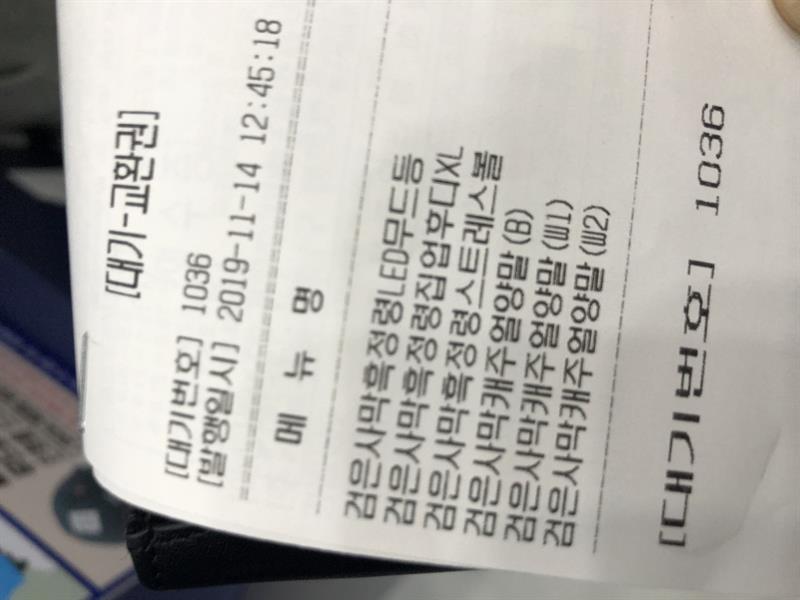 [대기-교환권]
[대기번호] 1036
[발행일시] 2019-11-14 12:45:18
메 뉴 명
검은사막흑정령LED무드등
검은사막흑정령집업후디XL
검은사막흑정령스트레스볼
검은사막캐주얼양말(B)
검은사막캐주얼양말(W1)
검은사막캐주얼양말(W2)
[대기번호] 1036